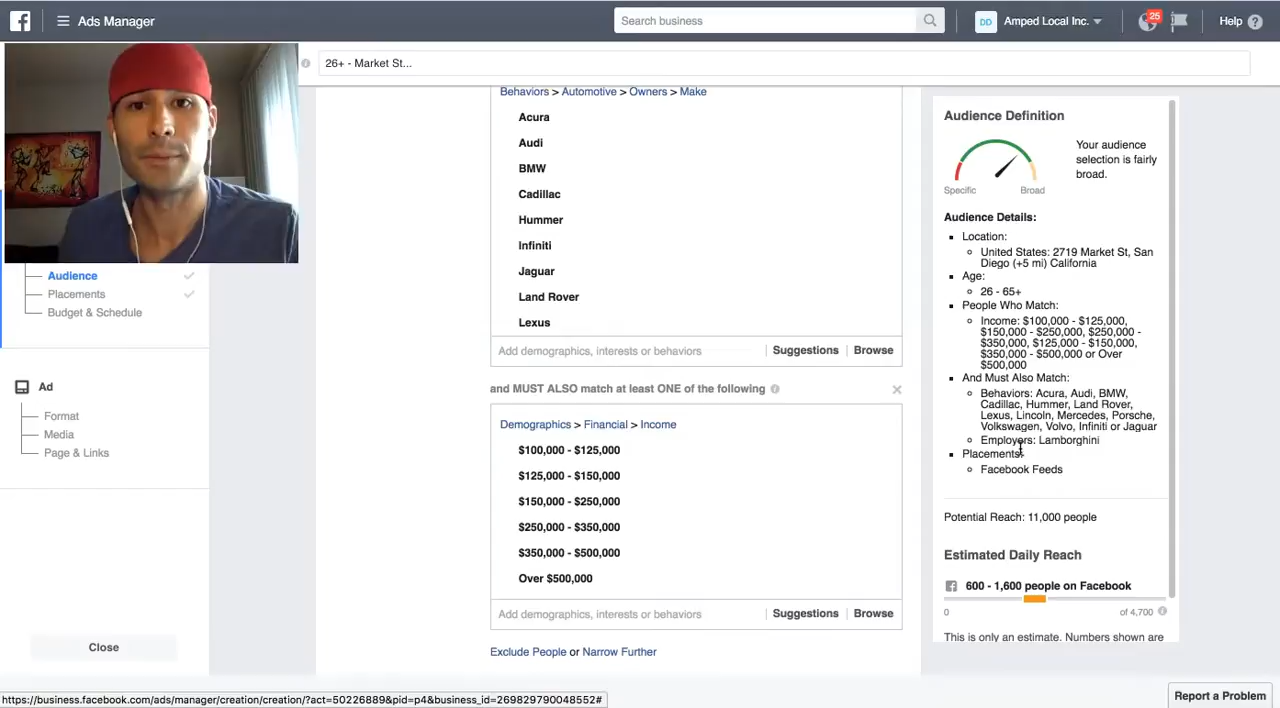 Ads Manager
Search business
DD
Amped Local Inc.
25
Help
26+ - Market St...
Behaviors > Automotive > Owners > Make
Acura
Audi
BMW
Cadillac
Hummer
Infiniti
Jaguar
Land Rover
Lexus
Add demographics, interests or behaviors
Suggestions
Browse
and MUST ALSO match at least ONE of the following
Demographics > Financial > Income
$100,000 - $125,000
$125,000 - $150,000
$150,000 - $250,000
$250,000 - $350,000
$350,000 - $500,000
Over $500,000
Add demographics, interests or behaviors
Suggestions
Browse
Exclude People or Narrow Further
Audience
Placements
Budget & Schedule
Ad
Format
Media
Page & Links
Close
Audience Definition
Your audience
selection is fairly
broad.
Specific
Broad
Audience Details:
Location:
United States: 2719 Market St, San
Diego (+5 mi) California
Age:
26 - 65+
People Who Match:
Income: $100,000 - $125,000,
$150,000 - $250,000, $250,000 -
$350,000, $125,000 - $150,000,
$350,000 - $500,000 or Over
$500,000
And Must Also Match:
Behaviors: Acura, Audi, BMW,
Cadillac, Hummer, Land Rover,
Lexus, Lincoln, Mercedes, Porsche,
Volkswagen, Volvo, Infiniti or Jaguar
Employers: Lamborghini
Placements:
Facebook Feeds
Potential Reach: 11,000 people
Estimated Daily Reach
600 - 1,600 people on Facebook
0
of 4,700
This is only an estimate. Numbers shown are
https://business.facebook.com/ads/manager/creation/creation/?act=50226889&pid=p4&business_id=269829790048552#
Report a Problem